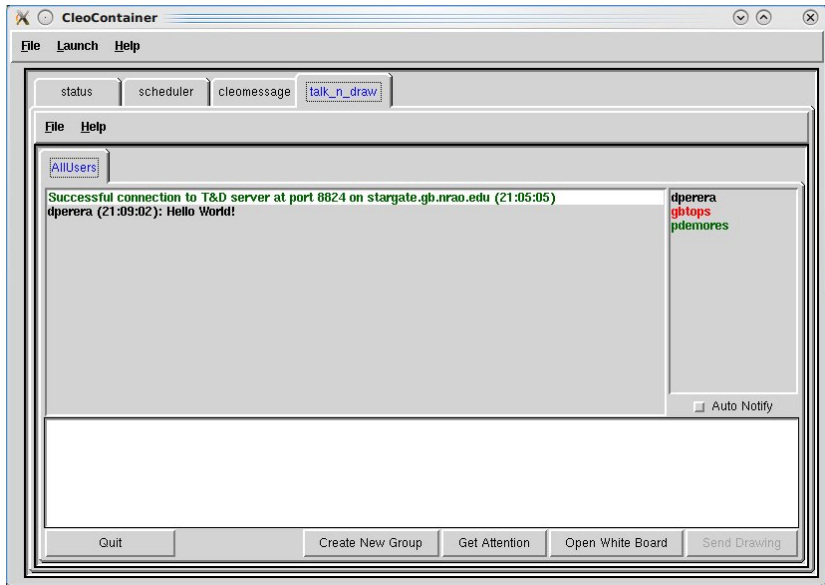 CleoContainer
File Launch Help
status scheduler cleomessage talk_n_draw
File Help
AllUsers
Successful connection to T&D server at port 8824 on stargate.gb.nrao.edu (21:05:05)
dperera (21:09:02): Hello World!
dperera
gbtops
pdemores
Auto Notify
Quit Create New Group Get Attention Open White Board Send Drawing